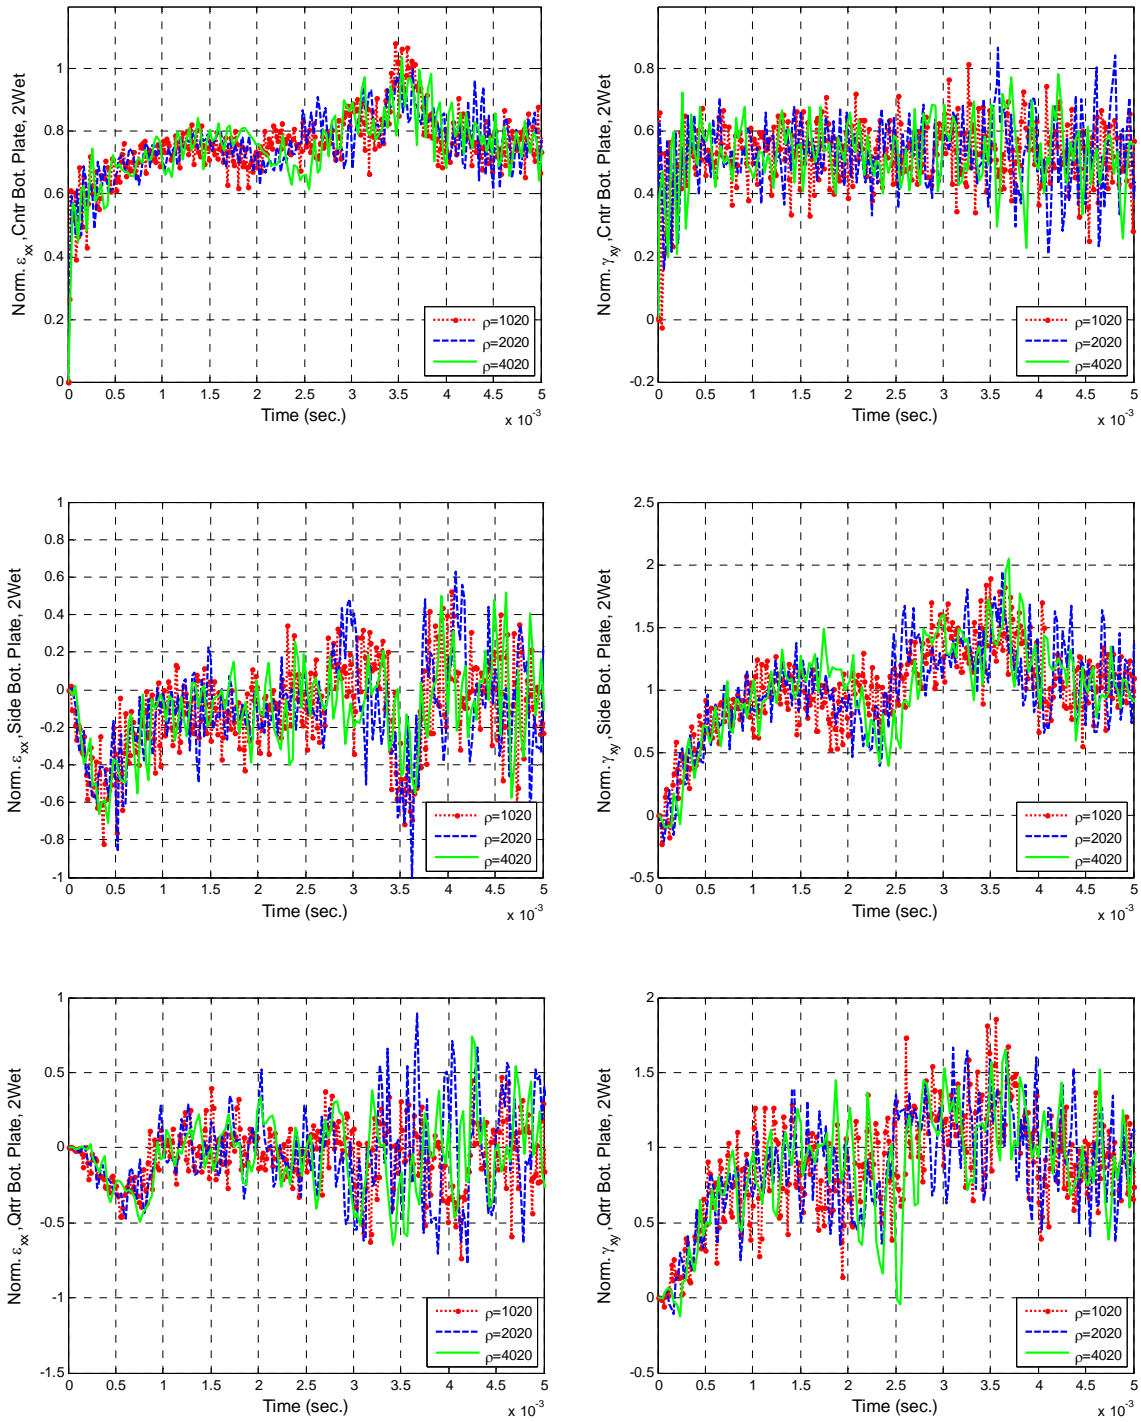 Norm. εxx,Cntr Bot. Plate, 2Wet
1
0.8
0.6
0.4
0.2
0
0 0.5 1 1.5 2 2.5 3 3.5 4 4.5 5
Time (sec.)
x 10-3
ρ=1020
ρ=2020
ρ=4020
Norm. γxy,Cntr Bot. Plate, 2Wet
0.8
0.6
0.4
0.2
0
-0.2
0 0.5 1 1.5 2 2.5 3 3.5 4 4.5 5
Time (sec.)
x 10-3
ρ=1020
ρ=2020
ρ=4020
Norm. εxx,Side Bot. Plate, 2Wet
1
0.8
0.6
0.4
0.2
0
-0.2
-0.4
-0.6
-0.8
-1
0 0.5 1 1.5 2 2.5 3 3.5 4 4.5 5
Time (sec.)
x 10-3
ρ=1020
ρ=2020
ρ=4020
Norm. γxy,Side Bot. Plate, 2Wet
2.5
2
1.5
1
0.5
0
-0.5
0 0.5 1 1.5 2 2.5 3 3.5 4 4.5 5
Time (sec.)
x 10-3
ρ=1020
ρ=2020
ρ=4020
Norm. εxx,Qrtr Bot. Plate, 2Wet
1
0.5
0
-0.5
-1
-1.5
0 0.5 1 1.5 2 2.5 3 3.5 4 4.5 5
Time (sec.)
x 10-3
ρ=1020
ρ=2020
ρ=4020
Norm. γxy,Qrtr Bot. Plate, 2Wet
2
1.5
1
0.5
0
-0.5
0 0.5 1 1.5 2 2.5 3 3.5 4 4.5 5
Time (sec.)
x 10-3
ρ=1020
ρ=2020
ρ=4020